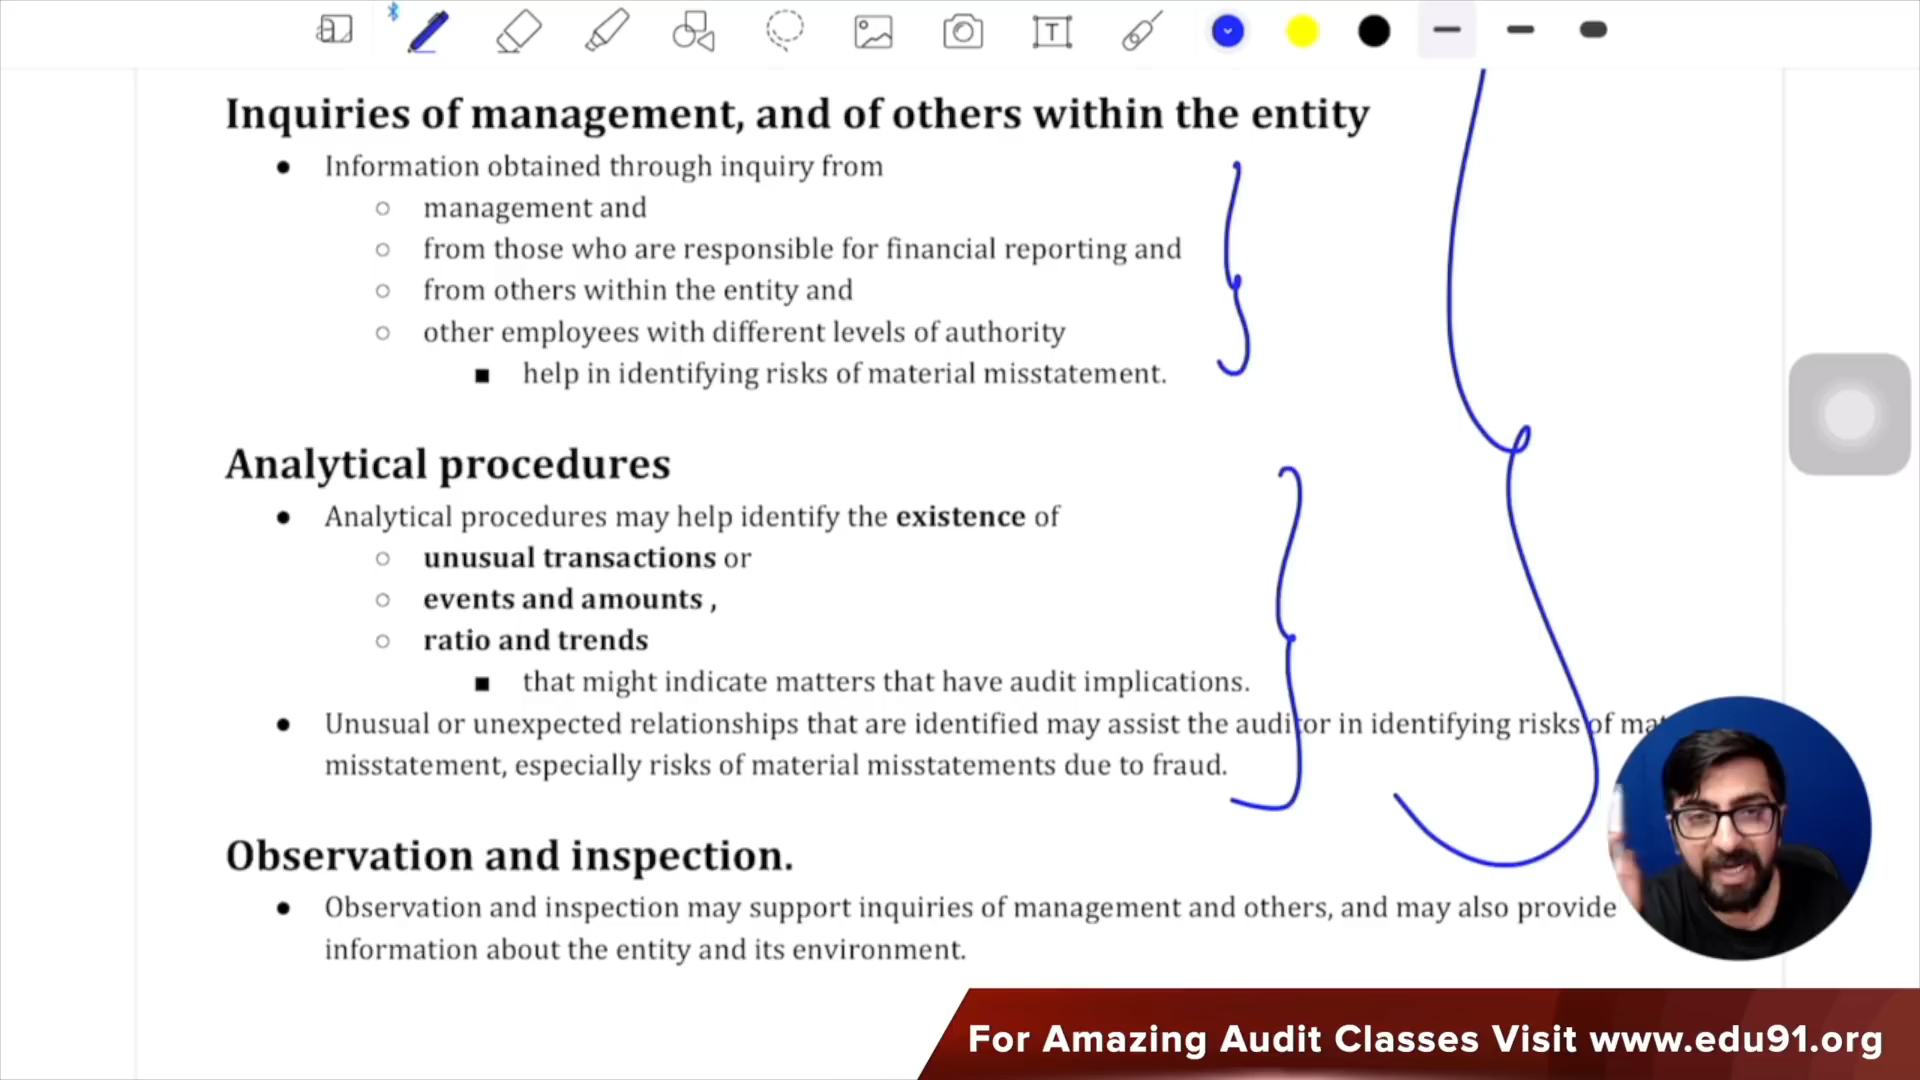 Inquiries of management, and of others within the entity
● Information obtained through inquiry from
○ management and
○ from those who are responsible for financial reporting and
○ from others within the entity and
○ other employees with different levels of authority
■ help in identifying risks of material misstatement.
Analytical procedures
● Analytical procedures may help identify the existence of
○ unusual transactions or
○ events and amounts ,
○ ratio and trends
■ that might indicate matters that have audit implications.
● Unusual or unexpected relationships that are identified may assist the auditor in identifying risks of
misstatement, especially risks of material misstatements due to fraud.
Observation and inspection.
● Observation and inspection may support inquiries of management and others, and may also provide
information about the entity and its environment.
For Amazing Audit Classes Visit www.edu91.org